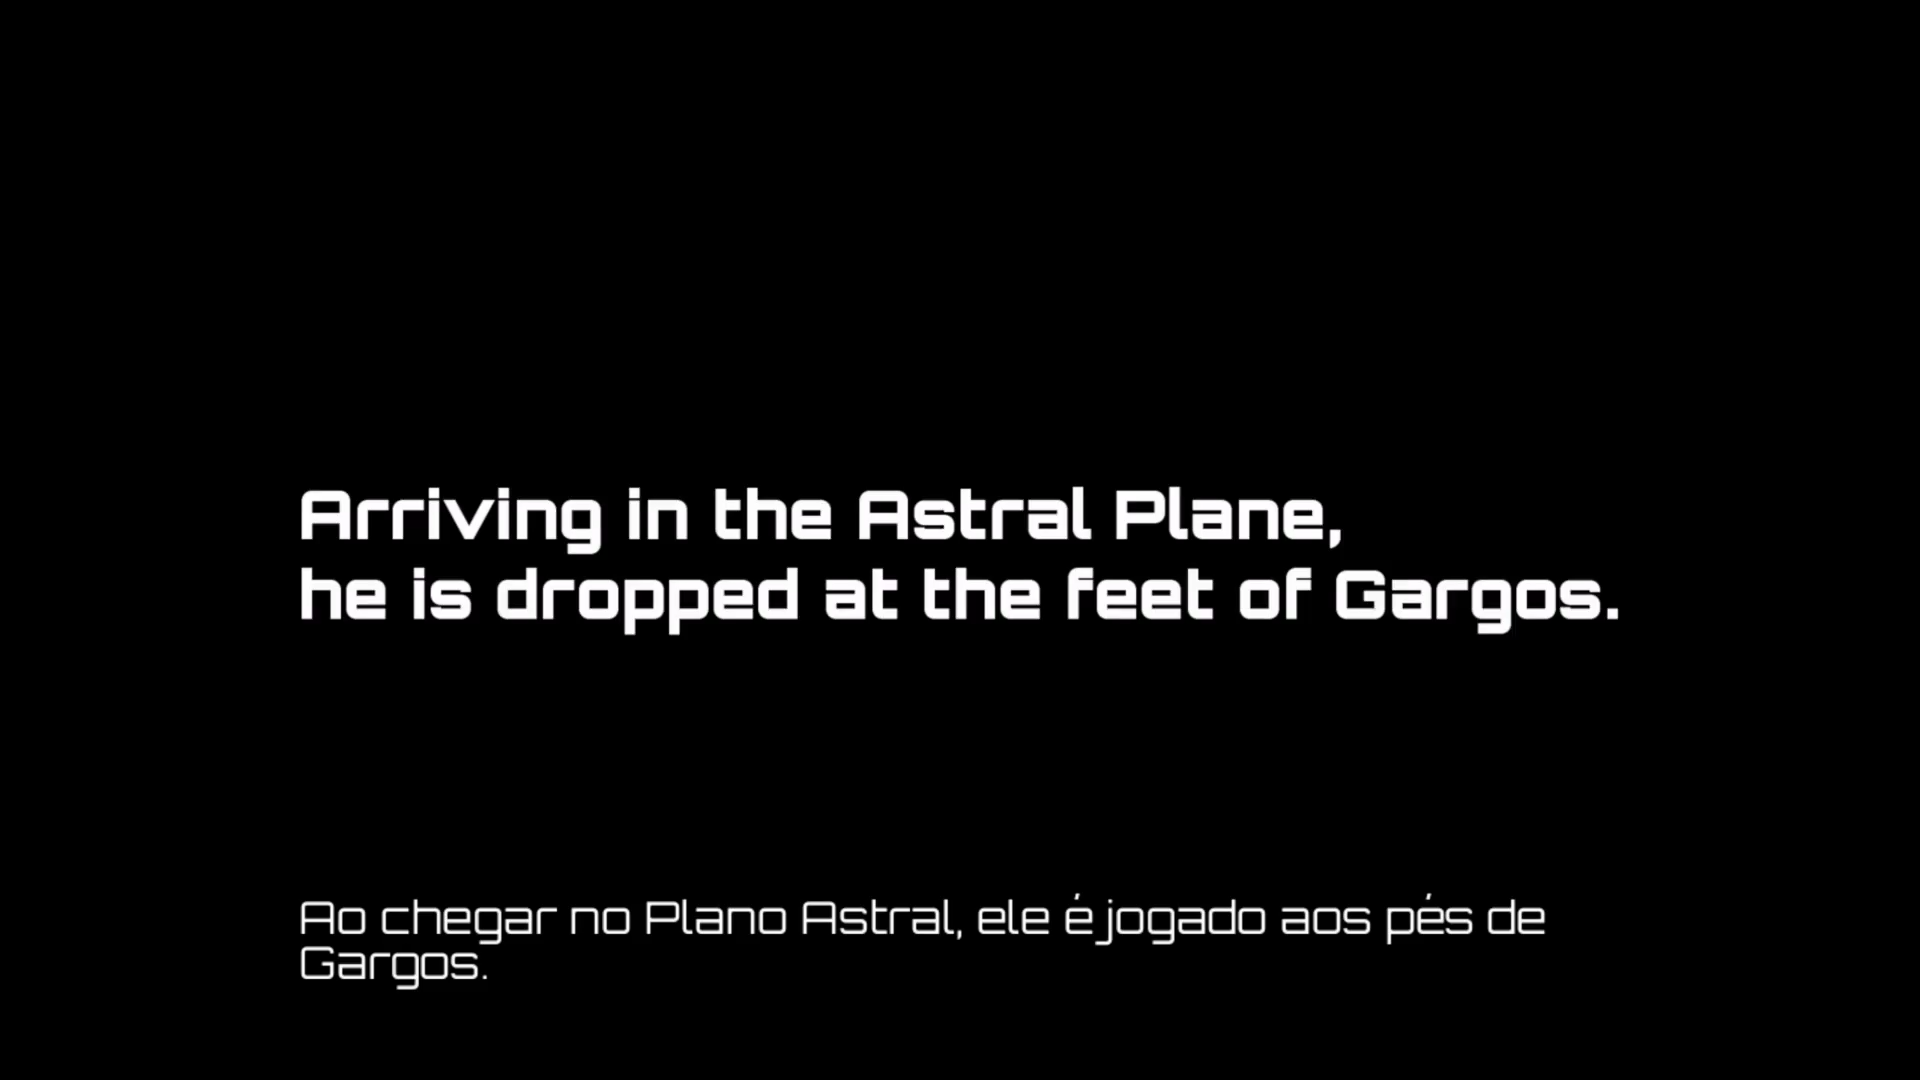 Arriving in the Astral Plane,
he is dropped at the feet of Gargos.
Ao chegar no Plano Astral, ele é jogado aos pés de
Gargos.